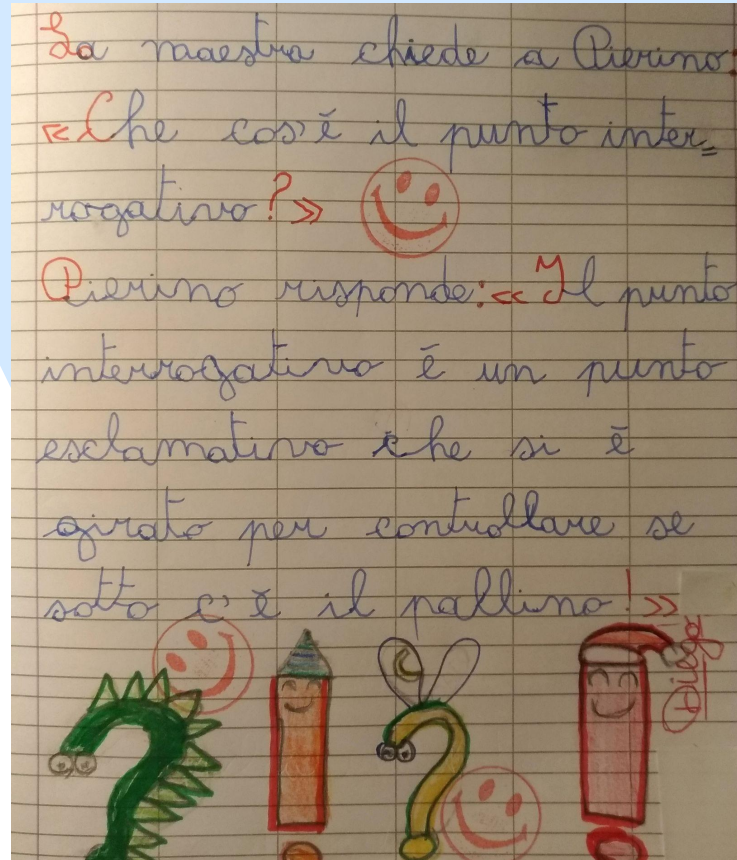 La maestra chiede a Pierino:
«Che cos'è il punto inter=
rogativo?»
Pierino risponde: «Il punto
interrogativo è un punto
esclamativo che si è
girato per controllare se
sotto c'è il pallino!»
Diego